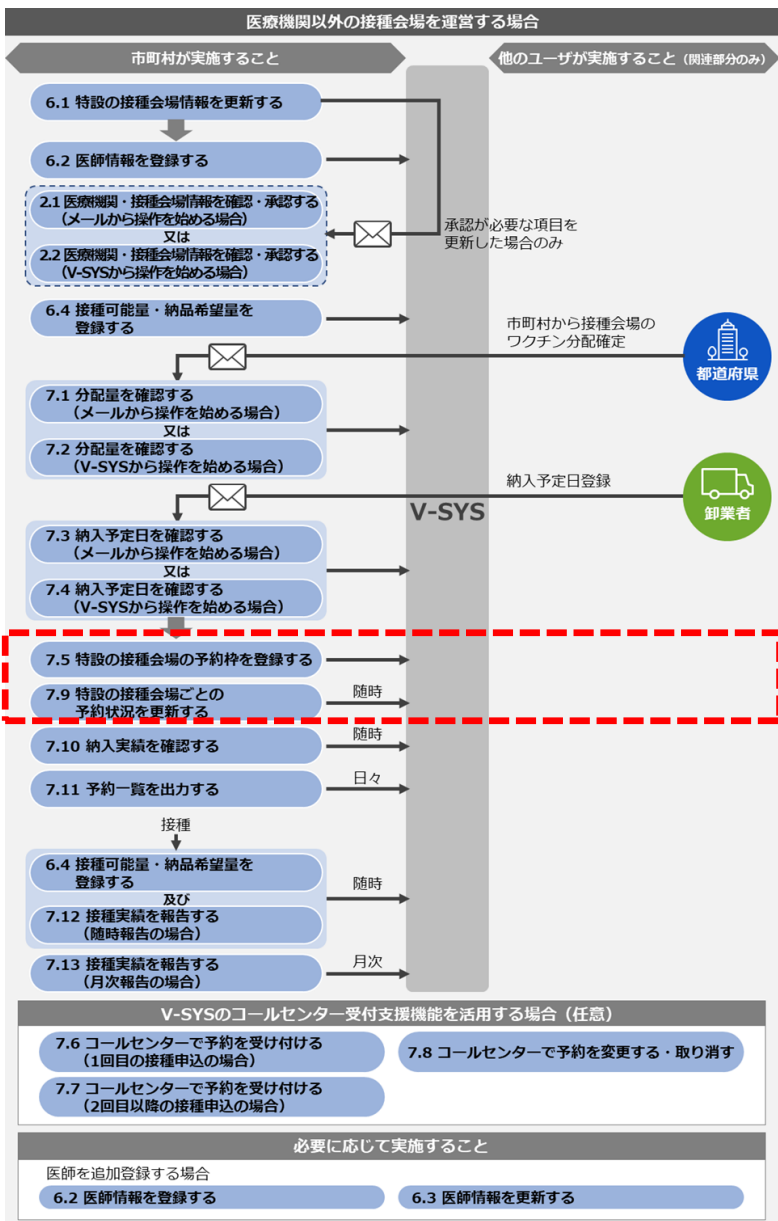 医療機関以外の接種会場を運営する場合
市町村が実施すること
他のユーザが実施すること（関連部分のみ）
6.1 特設の接種会場情報を更新する
6.2 医師情報を登録する
2.1 医療機関・接種会場情報を確認・承認する
（メールから操作を始める場合）
又は
2.2 医療機関・接種会場情報を確認・承認する
（V-SYSから操作を始める場合）
承認が必要な項目を
更新した場合のみ
6.4 接種可能量・納品希望量を
登録する
市町村から接種会場の
ワクチン分配確定
都道府県
7.1 分配量を確認する
（メールから操作を始める場合）
又は
7.2 分配量を確認する
（V-SYSから操作を始める場合）
納入予定日登録
卸業者
V-SYS
7.3 納入予定日を確認する
（メールから操作を始める場合）
又は
7.4 納入予定日を確認する
（V-SYSから操作を始める場合）
7.5 特設の接種会場の予約枠を登録する
7.9 特設の接種会場ごとの
予約状況を更新する
随時
7.10 納入実績を確認する
随時
7.11 予約一覧を出力する
日々
接種
6.4 接種可能量・納品希望量を
登録する
及び
7.12 接種実績を報告する
（随時報告の場合）
随時
7.13 接種実績を報告する
（月次報告の場合）
月次
V-SYSのコールセンター受付支援機能を活用する場合（任意）
7.6 コールセンターで予約を受け付ける
（1回目の接種申込の場合）
7.8 コールセンターで予約を変更する・取り消す
7.7 コールセンターで予約を受け付ける
（2回目以降の接種申込の場合）
必要に応じて実施すること
医師を追加登録する場合
6.2 医師情報を登録する
6.3 医師情報を更新する